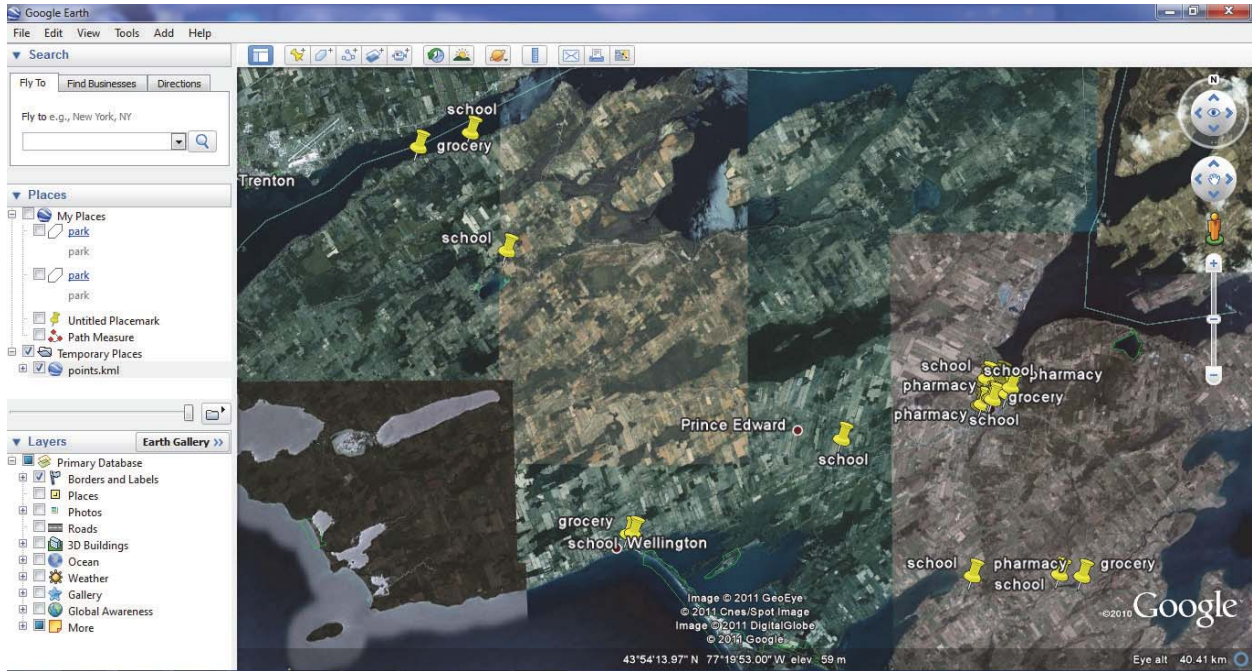 Google Earth
File Edit View Tools Add Help
Search
Fly To Find Businesses Directions
Fly to e.g., New York, NY
Places
My Places
park
park
park
park
Untitled Placemark
Path Measure
Temporary Places
points.kml
Layers Earth Gallery >>
Primary Database
Borders and Labels
Places
Photos
Roads
3D Buildings
Ocean
Weather
Gallery
Global Awareness
More
N
school
grocery
Trenton
school
school school pharmacy
pharmacy grocery
pharmacy school
Prince Edward
school
grocery
school Wellington
school pharmacy grocery
school
Image © 2011 GeoEye
© 2011 Cnes/Spot Image
Image © 2011 DigitalGlobe
© 2011 Google
©2010 Google
43°54'13.97" N 77°19'53.00" W elev 59 m
Eye alt 40.41 km